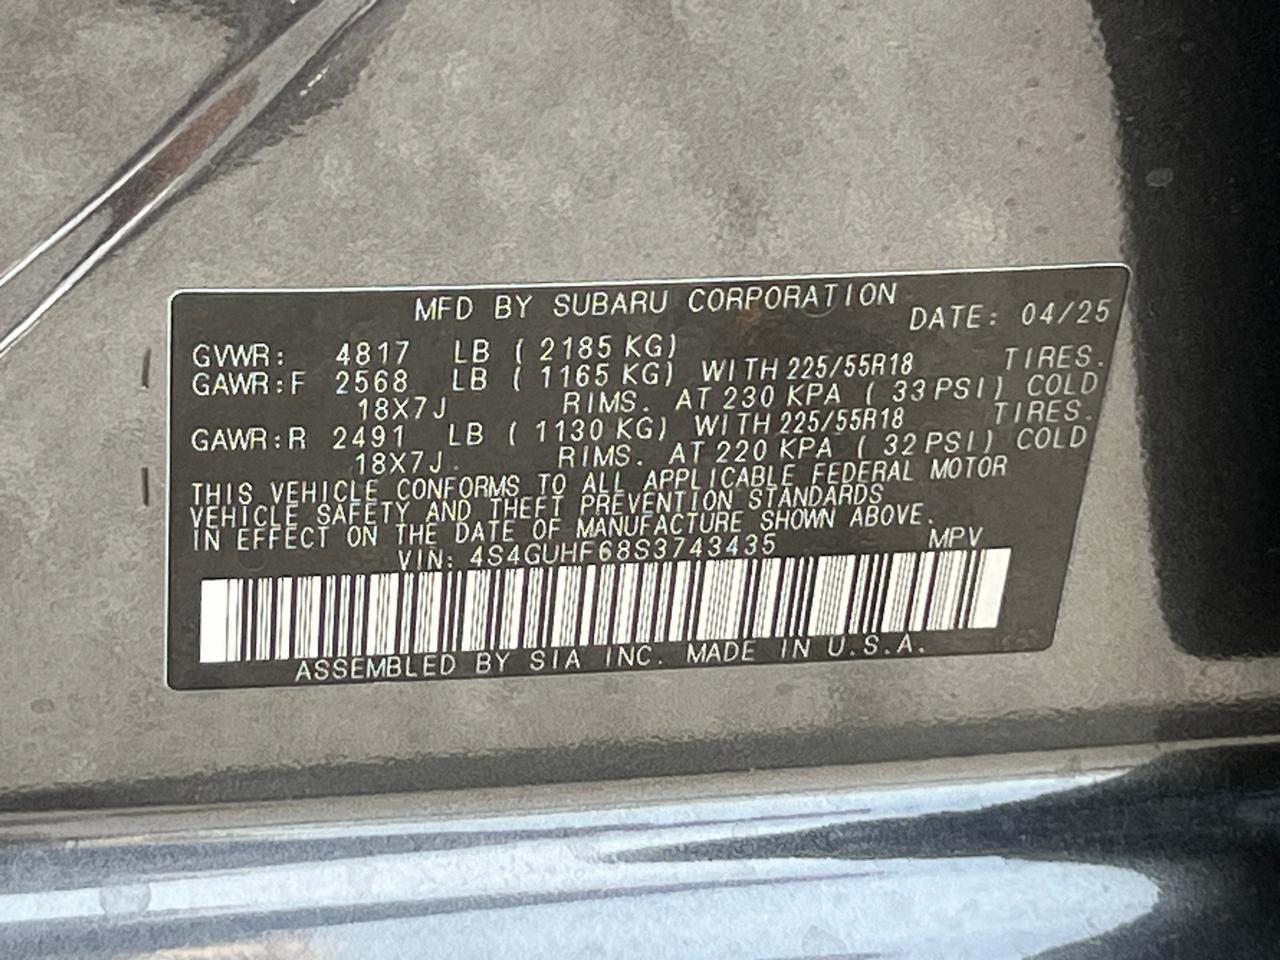 MFD BY SUBARU CORPORATION
DATE: 04/25
GVWR: 4817 LB ( 2185 KG)
GAWR:F 2568 LB ( 1165 KG) WITH 225/55R18 TIRES.
18X7J RIMS. AT 230 KPA ( 33 PSI) COLD
GAWR:R 2491 LB ( 1130 KG) WITH 225/55R18 TIRES.
18X7J. RIMS. AT 220 KPA ( 32 PSI) COLD
THIS VEHICLE CONFORMS TO ALL APPLICABLE FEDERAL MOTOR
VEHICLE SAFETY AND THEFT PREVENTION STANDARDS
IN EFFECT ON THE DATE OF MANUFACTURE SHOWN ABOVE.
VIN: 4S4GUHF68S3743435 MPV
ASSEMBLED BY SIA INC. MADE IN U.S.A.